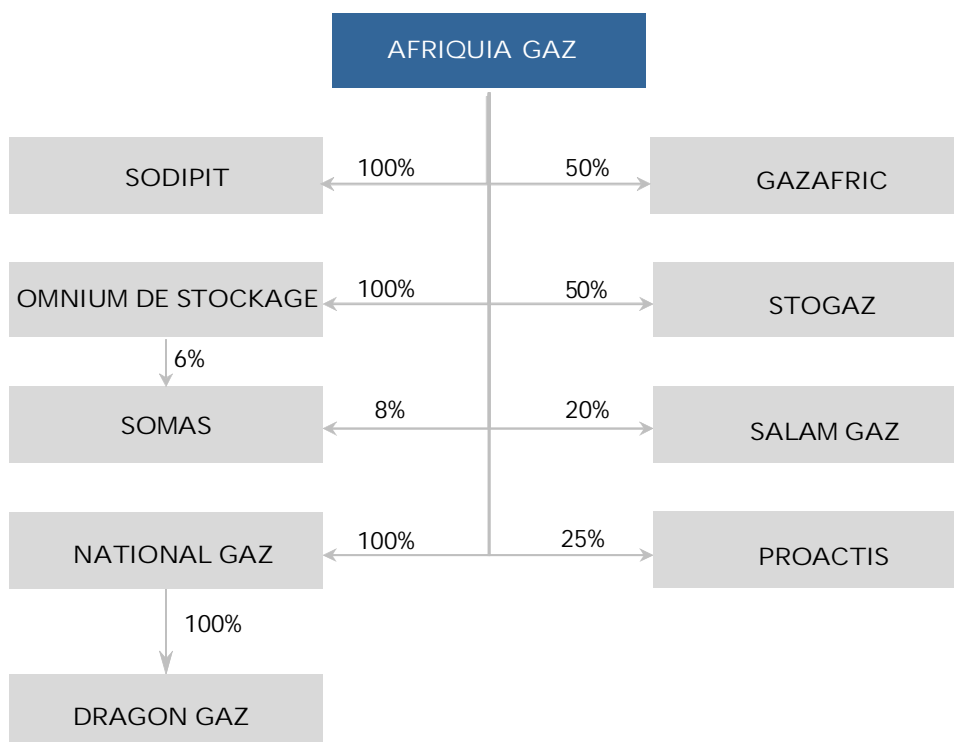 AFRIQUIA GAZ
SODIPIT
100%
50%
GAZAFRIC
OMNIUM DE STOCKAGE
100%
50%
STOGAZ
6%
SOMAS
8%
20%
SALAM GAZ
NATIONAL GAZ
100%
25%
PROACTIS
100%
DRAGON GAZ